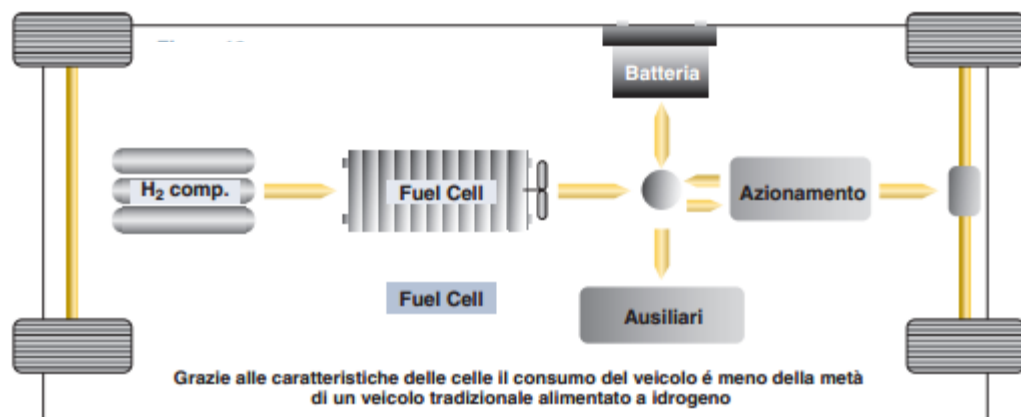 Batteria
H₂ comp.
Fuel Cell
Azionamento
Fuel Cell
Ausiliari
Grazie alle caratteristiche delle celle il consumo del veicolo é meno della metà
di un veicolo tradizionale alimentato a idrogeno